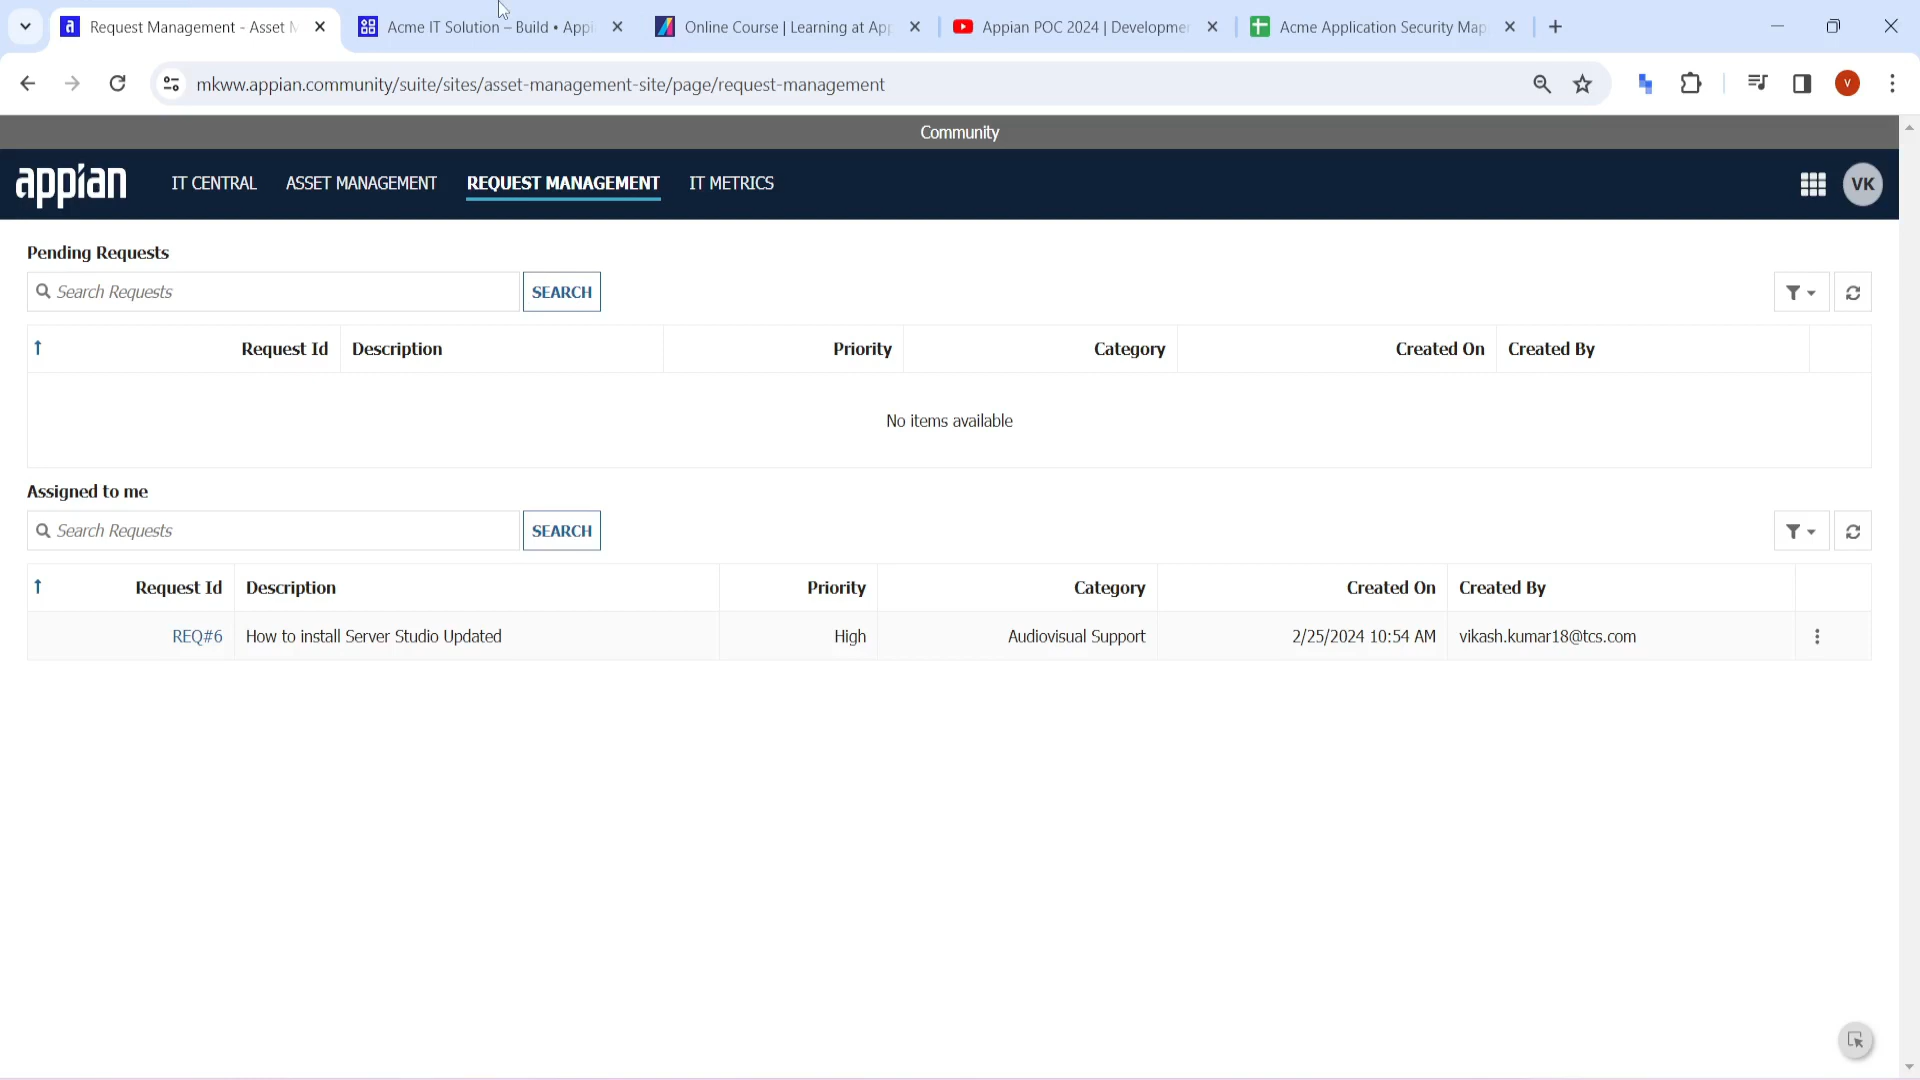 Request Management - Asset M
Acme IT Solution – Build • Appi
Online Course | Learning at App
Appian POC 2024 | Developmen
Acme Application Security Map
mkww.appian.community/suite/sites/asset-management-site/page/request-management
V
Community
appian
IT CENTRAL
ASSET MANAGEMENT
REQUEST MANAGEMENT
IT METRICS
VK
Pending Requests
Search Requests
SEARCH
Request Id
Description
Priority
Category
Created On
Created By
No items available
Assigned to me
Search Requests
SEARCH
Request Id
Description
Priority
Category
Created On
Created By
REQ#6
How to install Server Studio Updated
High
Audiovisual Support
2/25/2024 10:54 AM
vikash.kumar18@tcs.com